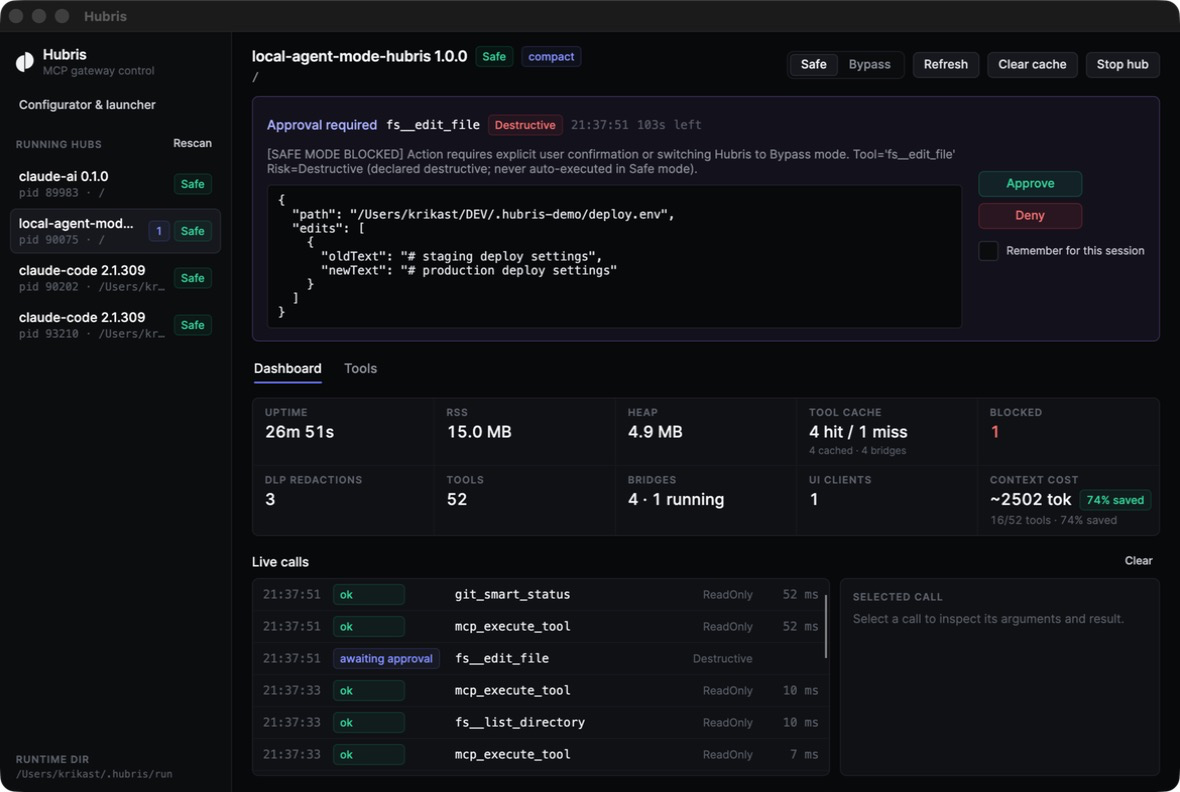 Hubris
Hubris
MCP gateway control
Configurator & launcher
RUNNING HUBS Rescan
claude-ai 0.1.0
pid 89983 · / Safe
local-agent-mod... 1 Safe
pid 90075 · /
claude-code 2.1.309
pid 90202 · /Users/kr... Safe
claude-code 2.1.309
pid 93210 · /Users/kr... Safe
RUNTIME DIR
/Users/krikast/.hubris/run
local-agent-mode-hubris 1.0.0 Safe compact
/
Safe Bypass Refresh Clear cache Stop hub
Approval required fs__edit_file Destructive 21:37:51 103s left
[SAFE MODE BLOCKED] Action requires explicit user confirmation or switching Hubris to Bypass mode. Tool='fs__edit_file'
Risk=Destructive (declared destructive; never auto-executed in Safe mode).
{
"path": "/Users/krikast/DEV/.hubris-demo/deploy.env",
"edits": [
{
"oldText": "# staging deploy settings",
"newText": "# production deploy settings"
}
]
}
Approve
Deny
Remember for this session
Dashboard Tools
UPTIME RSS HEAP TOOL CACHE BLOCKED
26m 51s 15.0 MB 4.9 MB 4 hit / 1 miss 1
4 cached · 4 bridges
DLP REDACTIONS TOOLS BRIDGES UI CLIENTS CONTEXT COST
3 52 4 · 1 running 1 ~2502 tok 74% saved
16/52 tools · 74% saved
Live calls Clear
21:37:51 ok git_smart_status ReadOnly 52 ms
21:37:51 ok mcp_execute_tool ReadOnly 52 ms
21:37:51 awaiting approval fs__edit_file Destructive
21:37:33 ok mcp_execute_tool ReadOnly 10 ms
21:37:33 ok fs__list_directory ReadOnly 10 ms
21:37:33 ok mcp_execute_tool ReadOnly 7 ms
SELECTED CALL
Select a call to inspect its arguments and result.